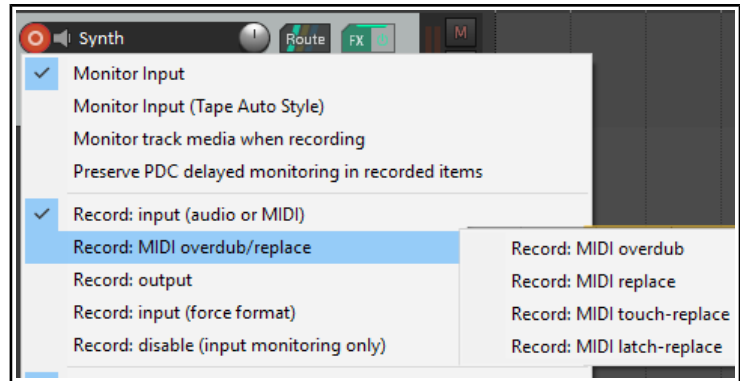 Synth
Route
FX
M
Monitor Input
Monitor Input (Tape Auto Style)
Monitor track media when recording
Preserve PDC delayed monitoring in recorded items
Record: input (audio or MIDI)
Record: MIDI overdub/replace
Record: output
Record: input (force format)
Record: disable (input monitoring only)
Record: MIDI overdub
Record: MIDI replace
Record: MIDI touch-replace
Record: MIDI latch-replace